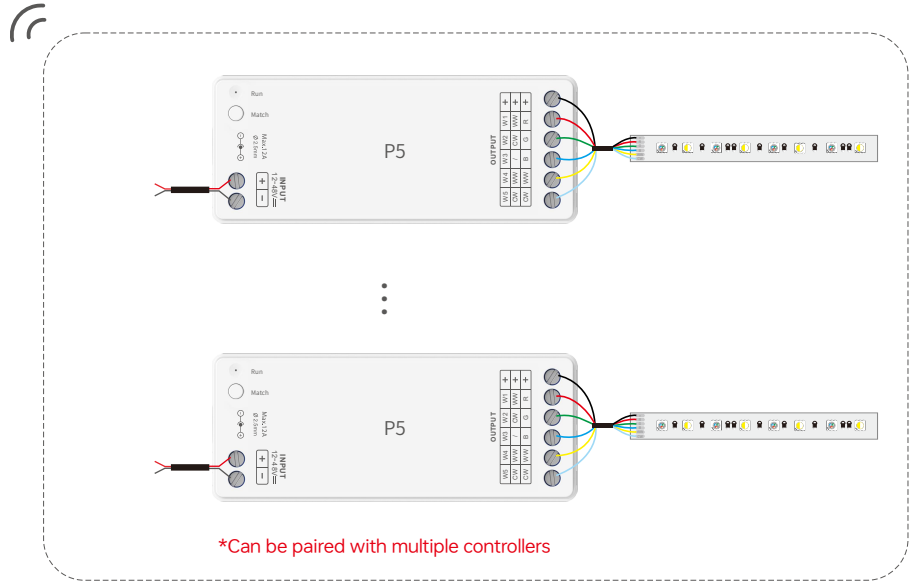 Run
Match
Max.12A
Ø 2.5mm
+
−
INPUT
12~48V
P5
OUTPUT
+ + +
W1 WW R
W2 CW G
W3 / B
W4 WW WW
W5 CW CW
Run
Match
Max.12A
Ø 2.5mm
+
−
INPUT
12~48V
P5
OUTPUT
+ + +
W1 WW R
W2 CW G
W3 / B
W4 WW WW
W5 CW CW
*Can be paired with multiple controllers